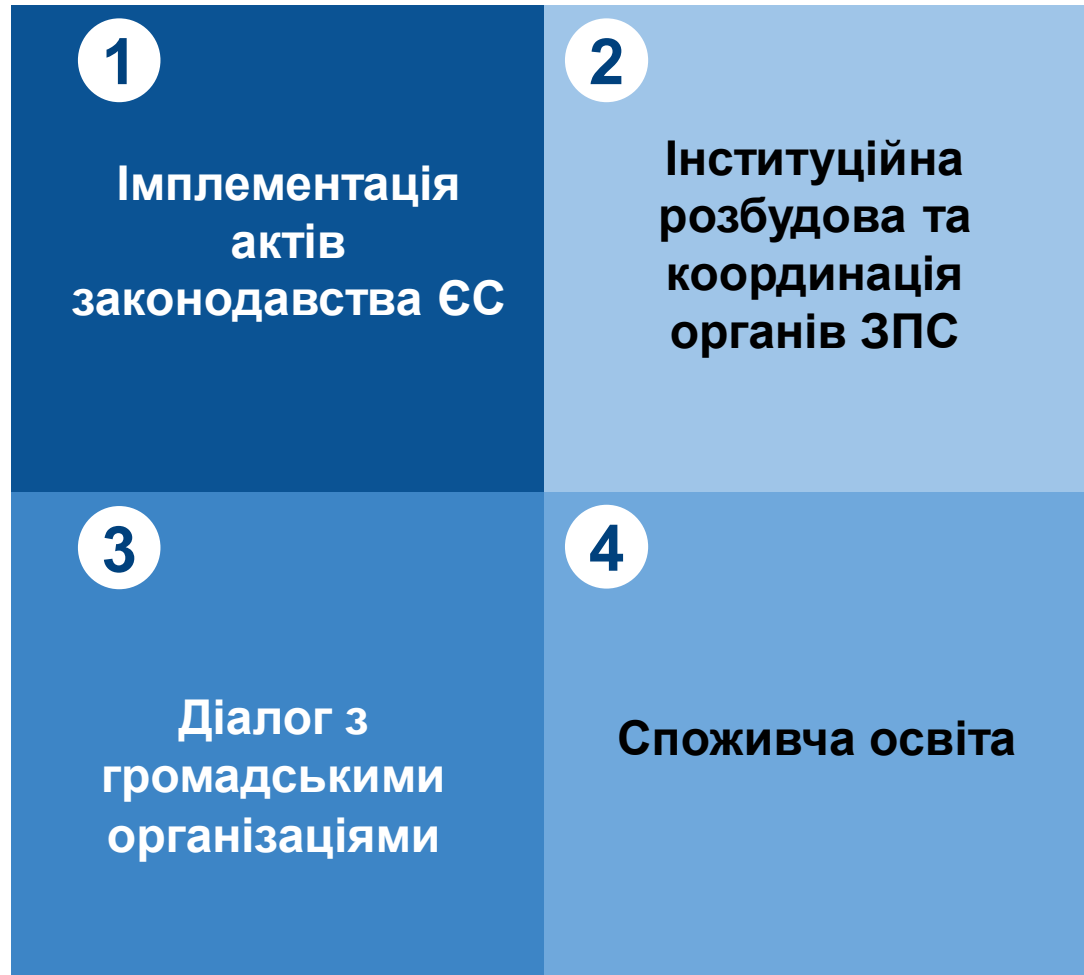 1
Імплементація
актів
законодавства ЄС
2
Інституційна
розбудова та
координація
органів ЗПС
3
Діалог з
громадськими
організаціями
4
Споживча освіта